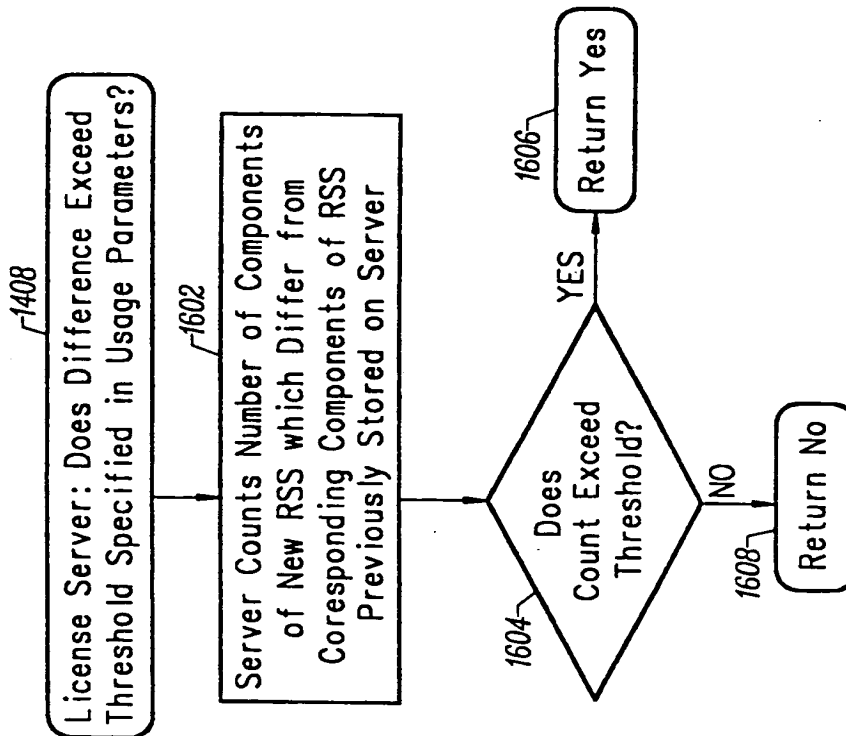 1408
License Server: Does Difference Exceed
Threshold Specified in Usage Parameters?
1602
Server Counts Number of Components
of New RSS which Differ from
Coresponding Components of RSS
Previously Stored on Server
1604
Does
Count Exceed
Threshold?
YES
1606
Return Yes
NO
1608
Return No